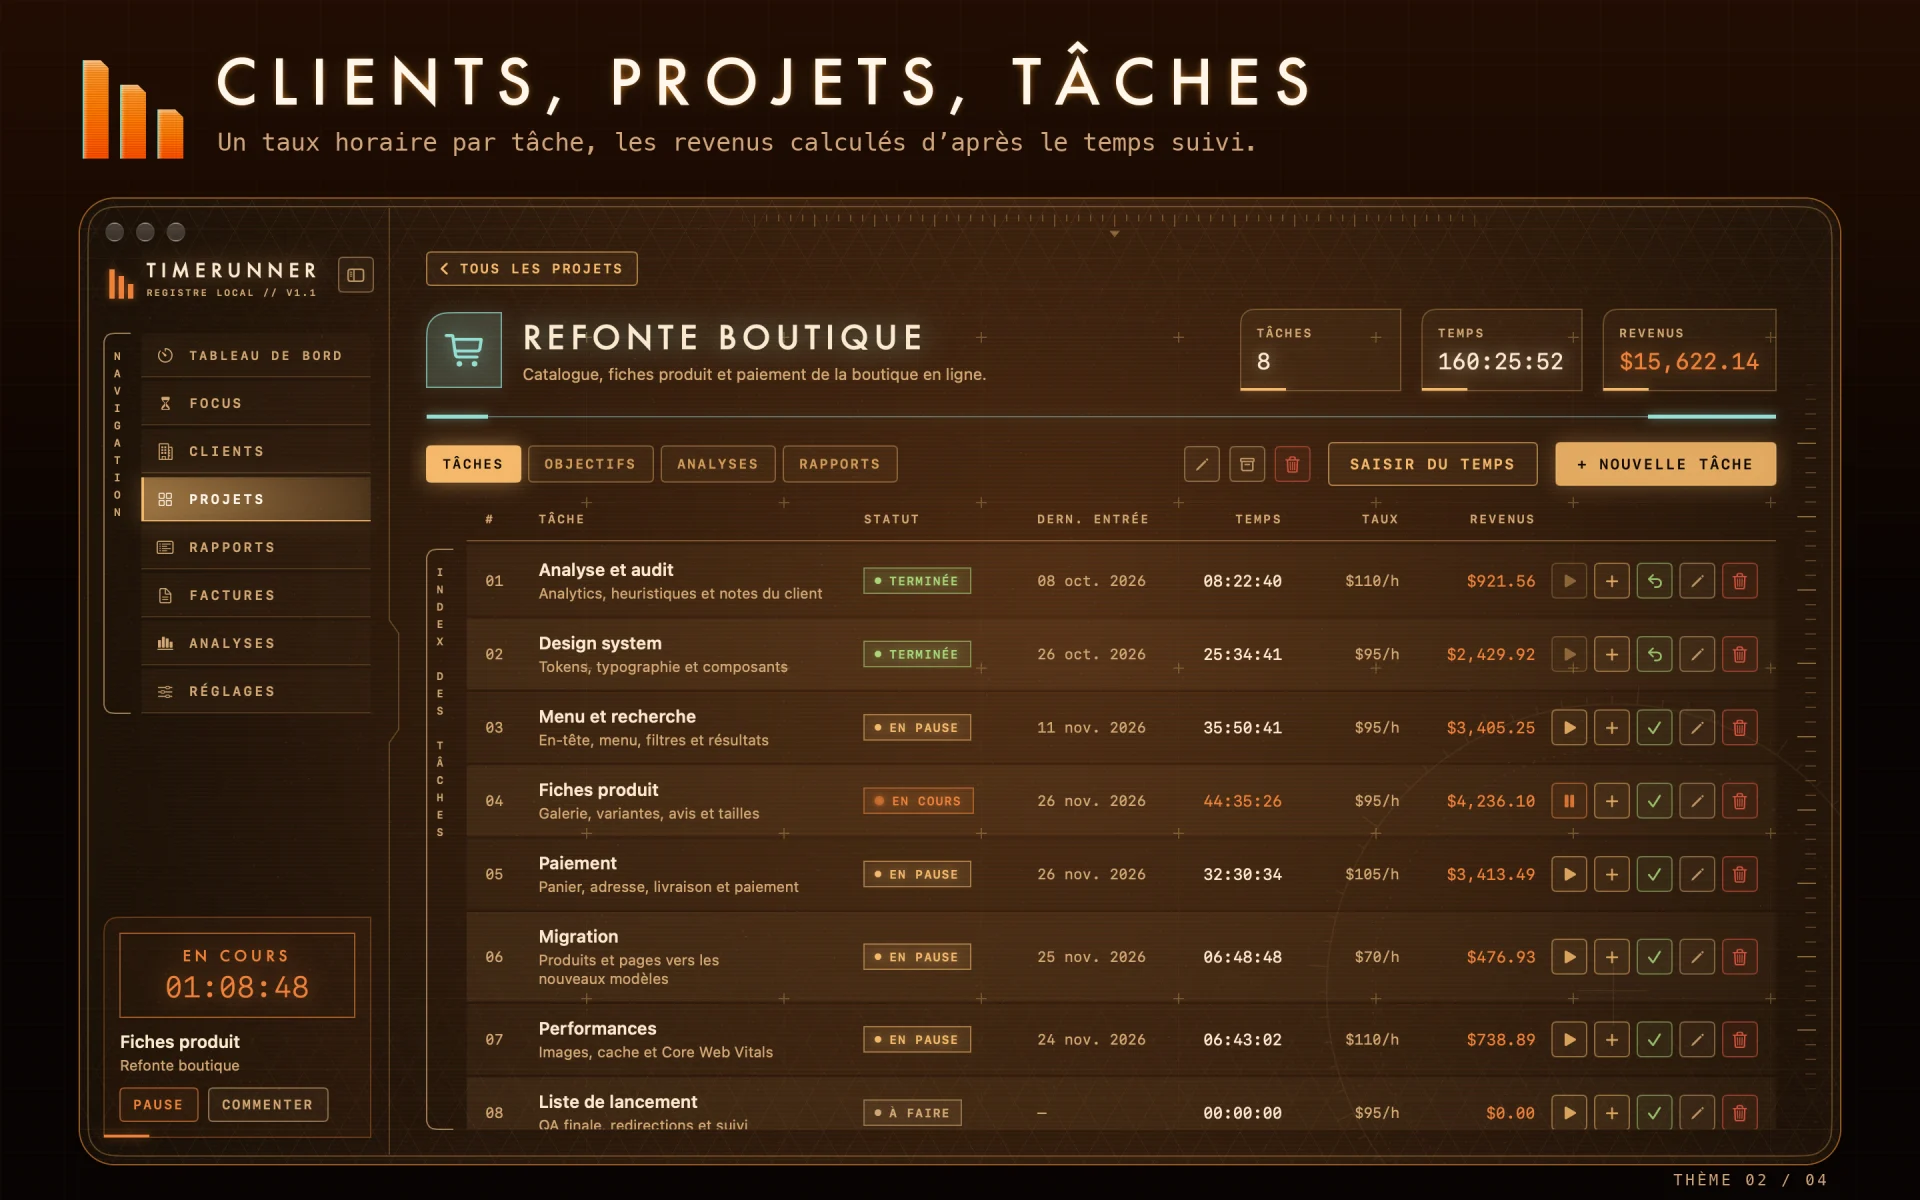 CLIENTS, PROJETS, TÂCHES
Un taux horaire par tâche, les revenus calculés d’après le temps suivi.
TIMERUNNER
REGISTRE LOCAL // V1.1
NAVIGATION
TABLEAU DE BORD
FOCUS
CLIENTS
PROJETS
RAPPORTS
FACTURES
ANALYSES
RÉGLAGES
EN COURS
01:08:48
Fiches produit
Refonte boutique
PAUSE COMMENTER
TOUS LES PROJETS
REFONTE BOUTIQUE
Catalogue, fiches produit et paiement de la boutique en ligne.
TÂCHES TEMPS REVENUS
8 160:25:52 $15,622.14
TÂCHES OBJECTIFS ANALYSES RAPPORTS SAISIR DU TEMPS + NOUVELLE TÂCHE
# TÂCHE STATUT DERN. ENTRÉE TEMPS TAUX REVENUS
INDEX DES TÂCHES
01 Analyse et audit TERMINÉE 08 oct. 2026 08:22:40 $110/h $921.56
Analytics, heuristiques et notes du client
02 Design system TERMINÉE 26 oct. 2026 25:34:41 $95/h $2,429.92
Tokens, typographie et composants
03 Menu et recherche EN PAUSE 11 nov. 2026 35:50:41 $95/h $3,405.25
En-tête, menu, filtres et résultats
04 Fiches produit EN COURS 26 nov. 2026 44:35:26 $95/h $4,236.10
Galerie, variantes, avis et tailles
05 Paiement EN PAUSE 26 nov. 2026 32:30:34 $105/h $3,413.49
Panier, adresse, livraison et paiement
06 Migration EN PAUSE 25 nov. 2026 06:48:48 $70/h $476.93
Produits et pages vers les
nouveaux modèles
07 Performances EN PAUSE 24 nov. 2026 06:43:02 $110/h $738.89
Images, cache et Core Web Vitals
08 Liste de lancement À FAIRE — 00:00:00 $95/h $0.00
QA finale, redirections et suivi
THÈME 02 / 04